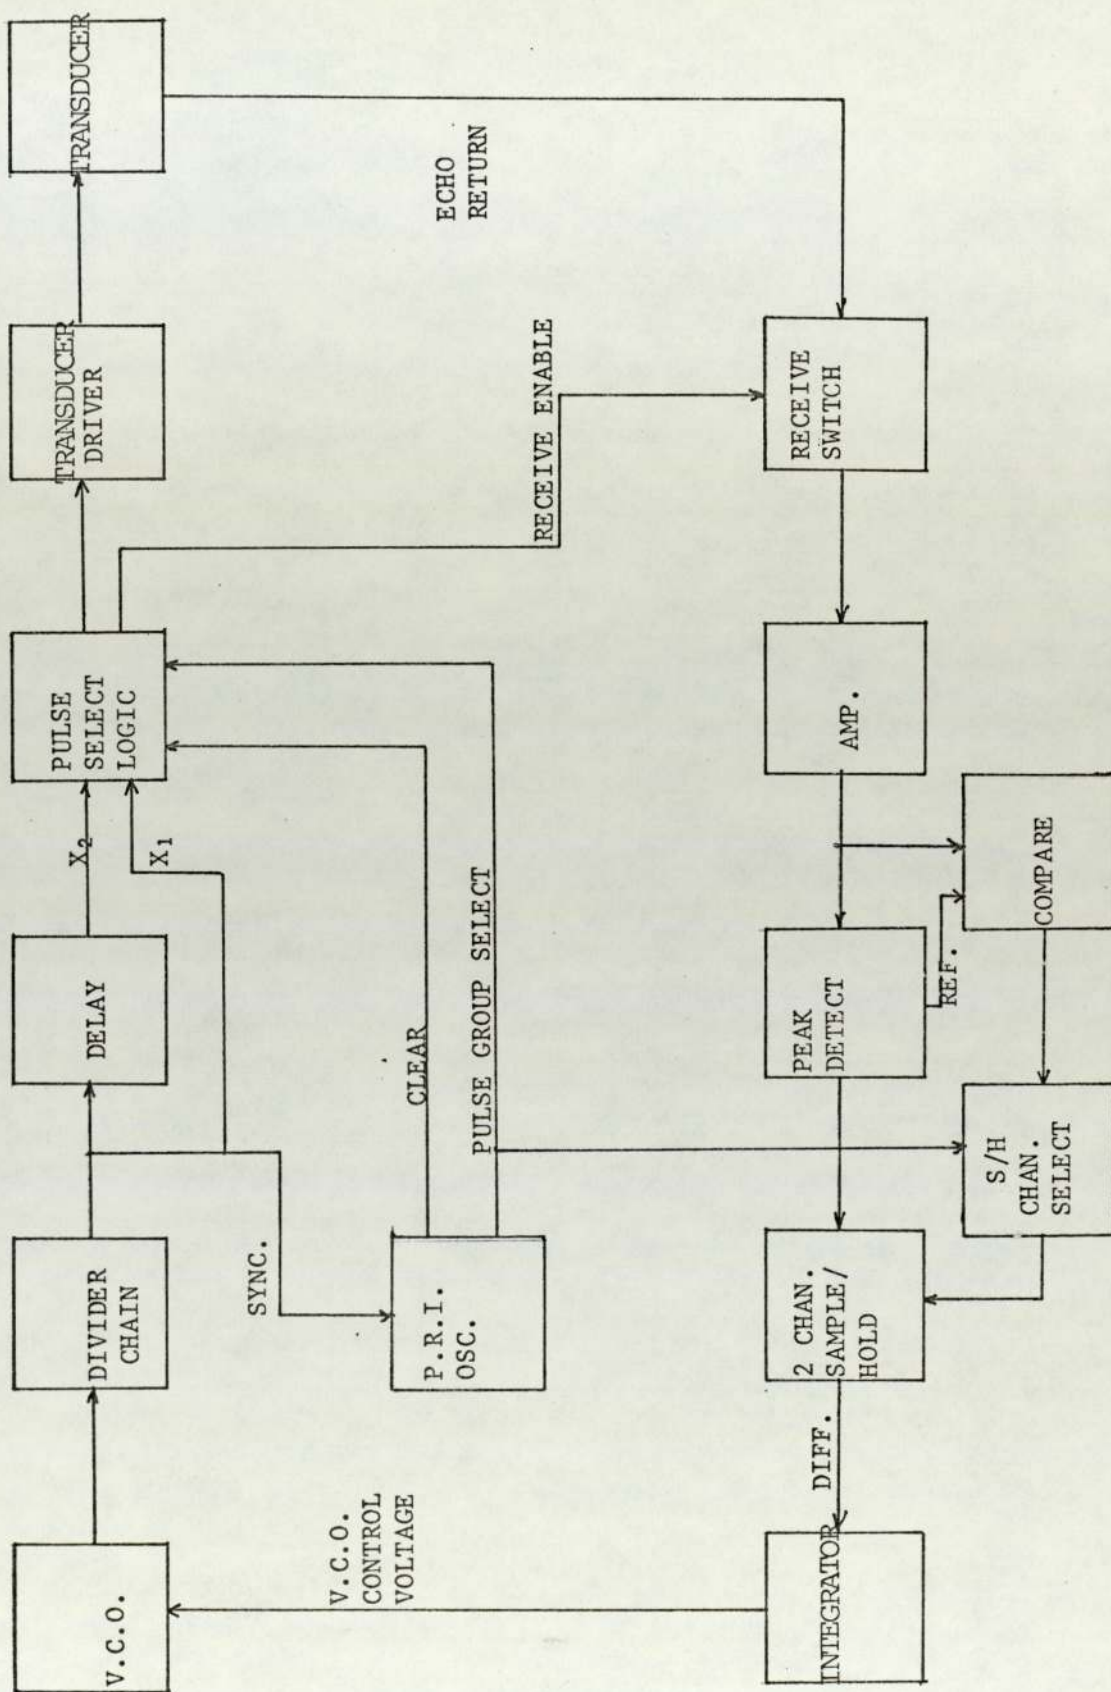 V.C.O.
DIVIDER
CHAIN
DELAY
X2
X1
PULSE
SELECT
LOGIC
TRANSDUCER
DRIVER
TRANSDUCER
SYNC.
P.R.I.
OSC.
CLEAR
PULSE GROUP SELECT
RECEIVE ENABLE
ECHO
RETURN
V.C.O.
CONTROL
VOLTAGE
INTEGRATOR
DIFF.
2 CHAN.
SAMPLE/
HOLD
PEAK
DETECT
REF.
AMP.
RECEIVE
SWITCH
S/H
CHAN.
SELECT
COMPARE